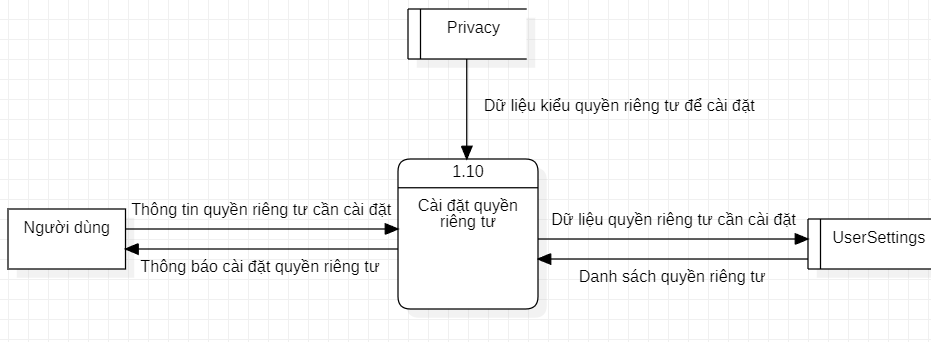 Privacy
Dữ liệu kiểu quyền riêng tư để cài đặt
1.10
Cài đặt quyền
riêng tư
Người dùng
Thông tin quyền riêng tư cần cài đặt
Thông báo cài đặt quyền riêng tư
Dữ liệu quyền riêng tư cần cài đặt
Danh sách quyền riêng tư
UserSettings